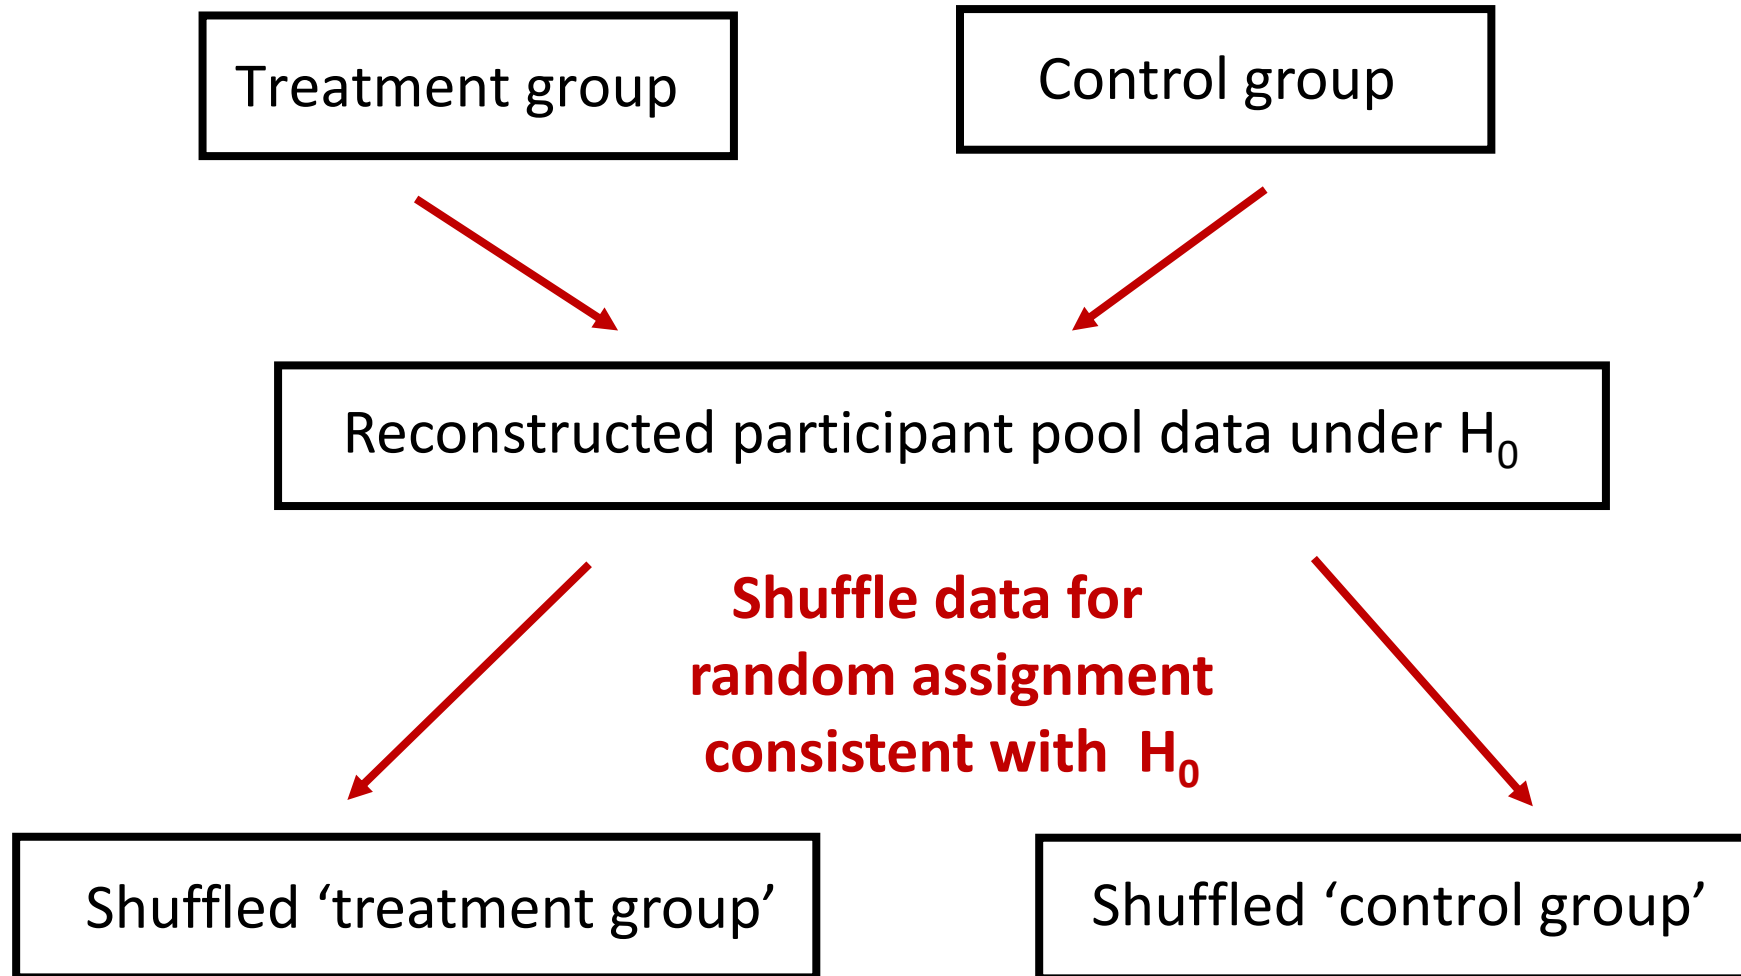 Treatment group
Control group
Reconstructed participant pool data under H₀
Shuffle data for
random assignment
consistent with  H₀
Shuffled ‘treatment group’
Shuffled ‘control group’